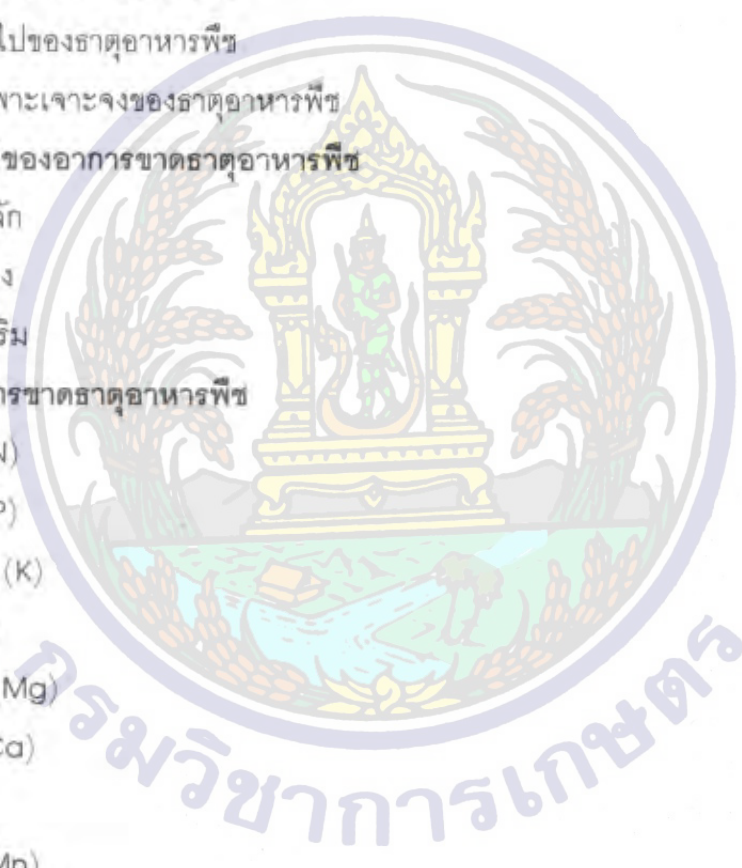 ไปของธาตุอาหารพืช
พาะเจาะจงของธาตุอาหารพืช
ของอาการขาดธาตุอาหารพืช
ลัก
ง
ริม
ารขาดธาตุอาหารพืช
N)
P)
(K)
Mg)
Ca)
Mn)
กรมวิชาการเกษตร